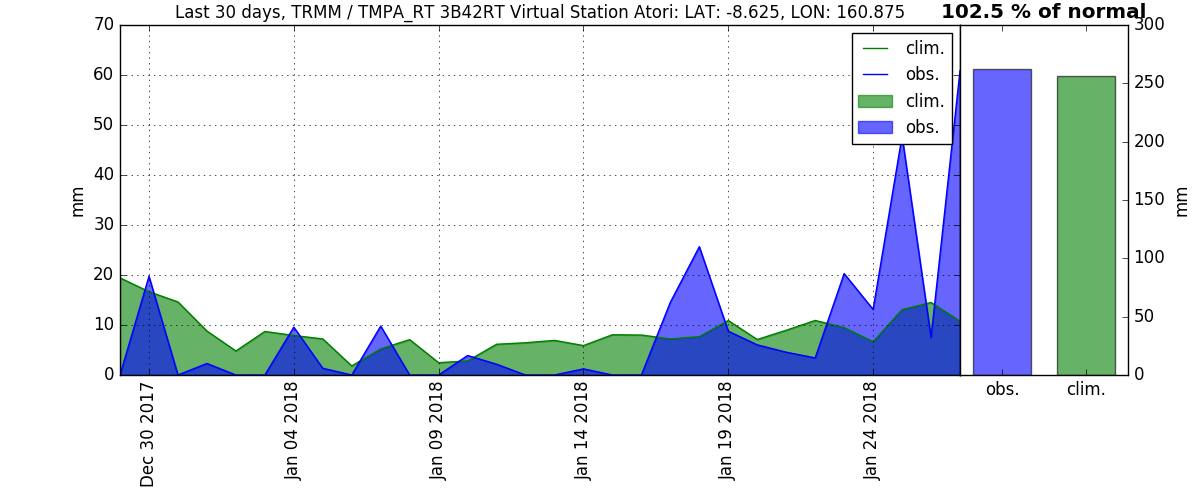 Last 30 days, TRMM / TMPA_RT 3B42RT Virtual Station Atori: LAT: -8.625, LON: 160.875
102.5 % of normal
70
60
50
40
30
20
10
0
mm
clim.
obs.
clim.
obs.
300
250
200
150
100
50
0
mm
Dec 30 2017
Jan 04 2018
Jan 09 2018
Jan 14 2018
Jan 19 2018
Jan 24 2018
obs.
clim.